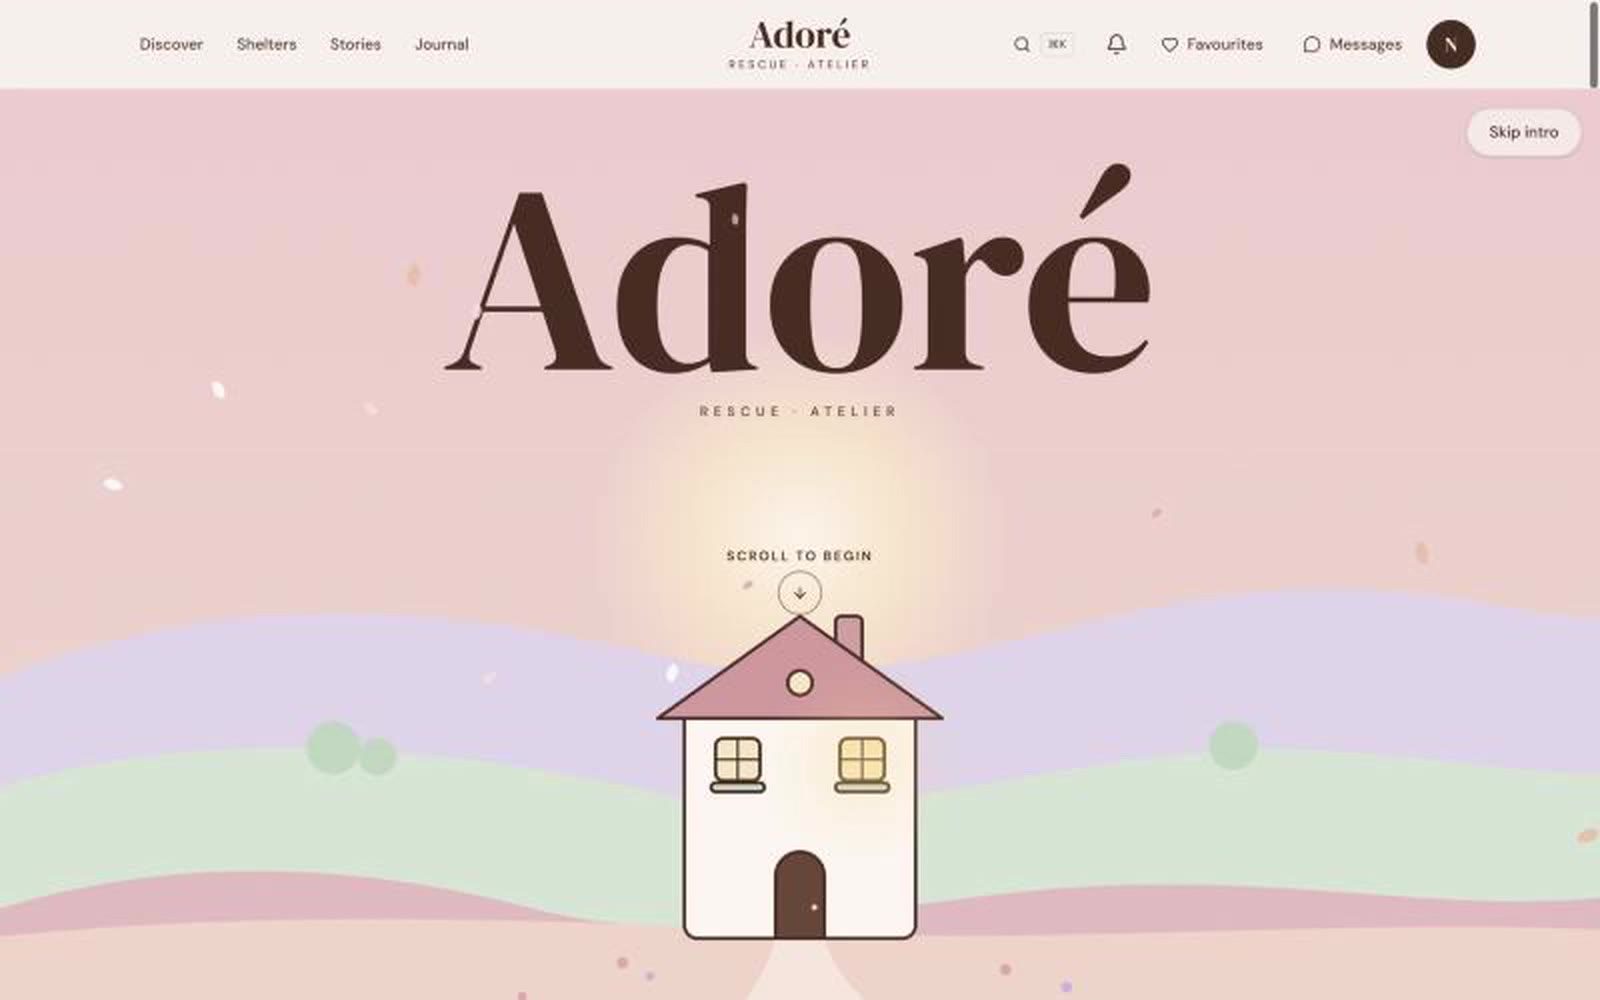 Discover Shelters Stories Journal
Adoré
RESCUE · ATELIER
⌘K Favourites Messages N
Skip intro
Adoré
RESCUE · ATELIER
SCROLL TO BEGIN